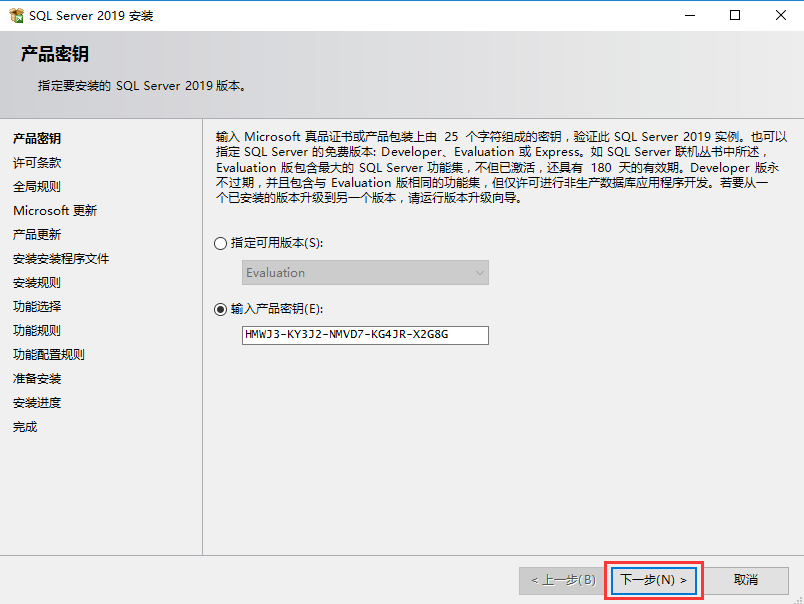 SQL Server 2019 安装
产品密钥
指定要安装的 SQL Server 2019 版本。
产品密钥
许可条款
全局规则
Microsoft 更新
产品更新
安装安装程序文件
安装规则
功能选择
功能规则
功能配置规则
准备安装
安装进度
完成
输入 Microsoft 真品证书或产品包装上由 25 个字符组成的密钥，验证此 SQL Server 2019 实例。也可以
指定 SQL Server 的免费版本: Developer、Evaluation 或 Express。如 SQL Server 联机丛书中所述，
Evaluation 版包含最大的 SQL Server 功能集，不但已激活，还具有 180 天的有效期。Developer 版永
不过期，并且包含与 Evaluation 版相同的功能集，但仅许可进行非生产数据库应用程序开发。若要从一
个已安装的版本升级到另一个版本，请运行版本升级向导。
指定可用版本(S):
Evaluation
输入产品密钥(E):
HMWJ3-KY3J2-NMVD7-KG4JR-X2G8G
< 上一步(B)
下一步(N) >
取消